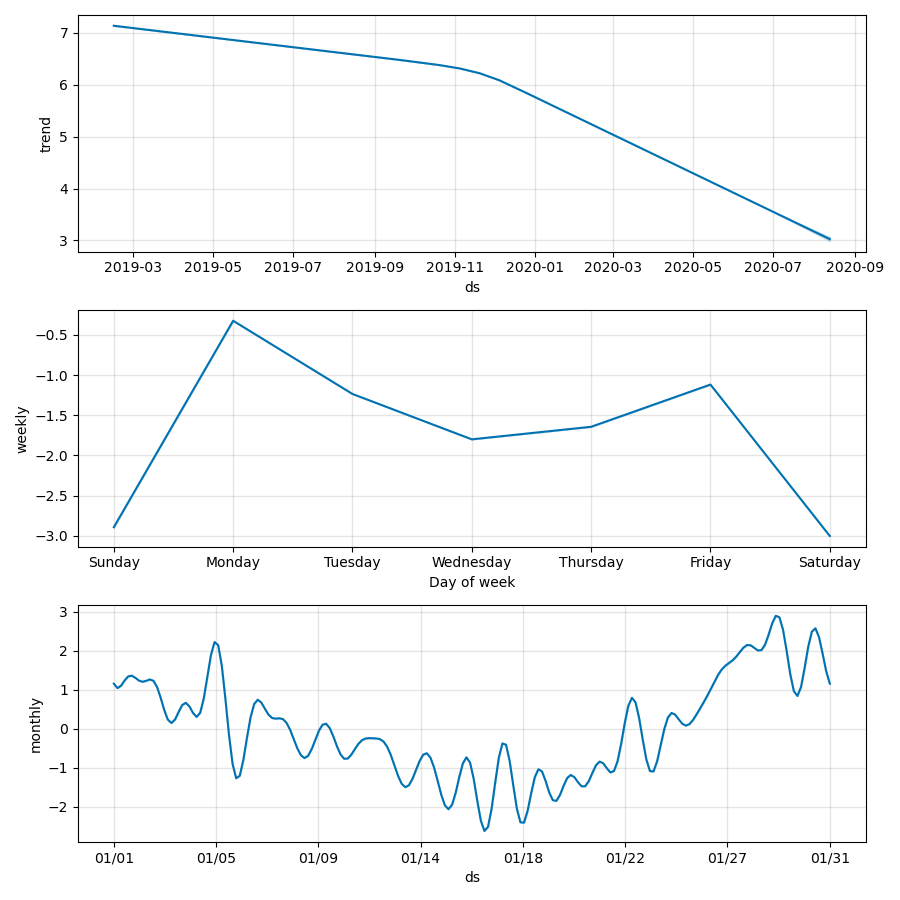 7
6
5
4
3
trend
2019-03 2019-05 2019-07 2019-09 2019-11 2020-01 2020-03 2020-05 2020-07 2020-09
ds
−0.5
−1.0
−1.5
−2.0
−2.5
−3.0
weekly
Sunday Monday Tuesday Wednesday Thursday Friday Saturday
Day of week
3
2
1
0
−1
−2
monthly
01/01 01/05 01/09 01/14 01/18 01/22 01/27 01/31
ds